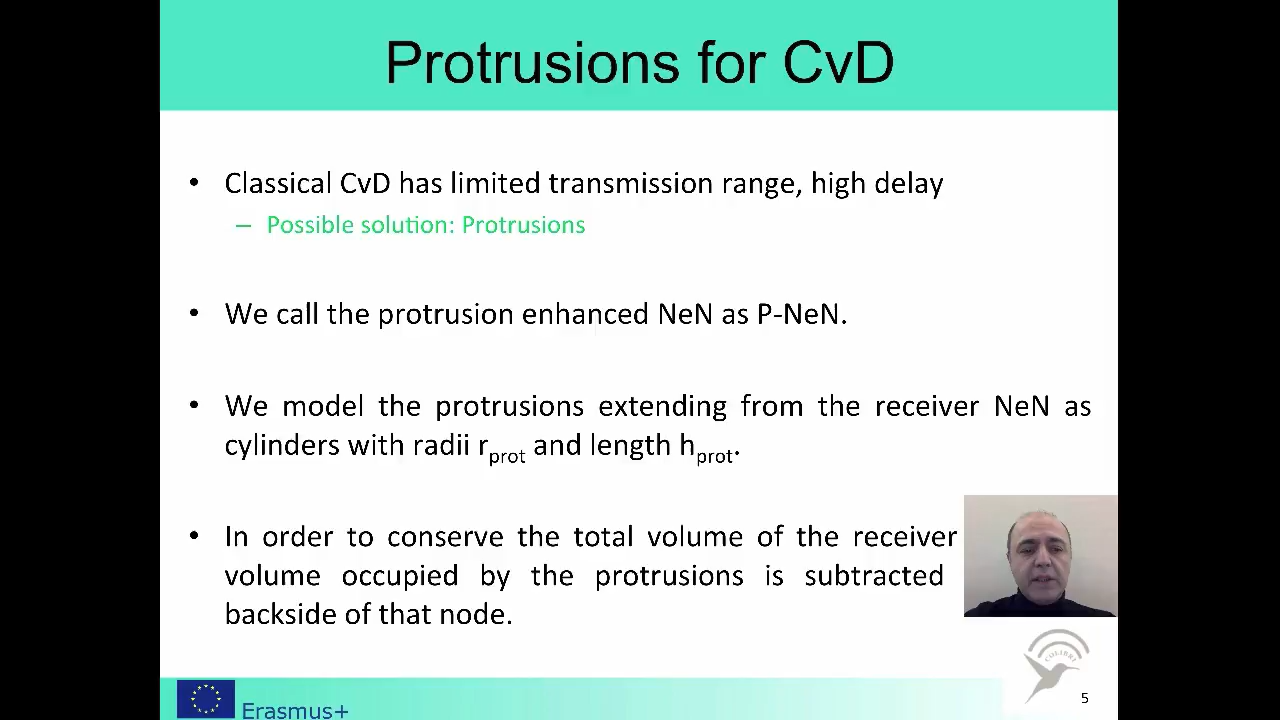 Protrusions for CvD
• Classical CvD has limited transmission range, high delay
– Possible solution: Protrusions
• We call the protrusion enhanced NeN as P-NeN.
• We model the protrusions extending from the receiver NeN as
cylinders with radii rprot and length hprot.
• In order to conserve the total volume of the receiver
volume occupied by the protrusions is subtracted
backside of that node.
COLIBRI
5
Erasmus+